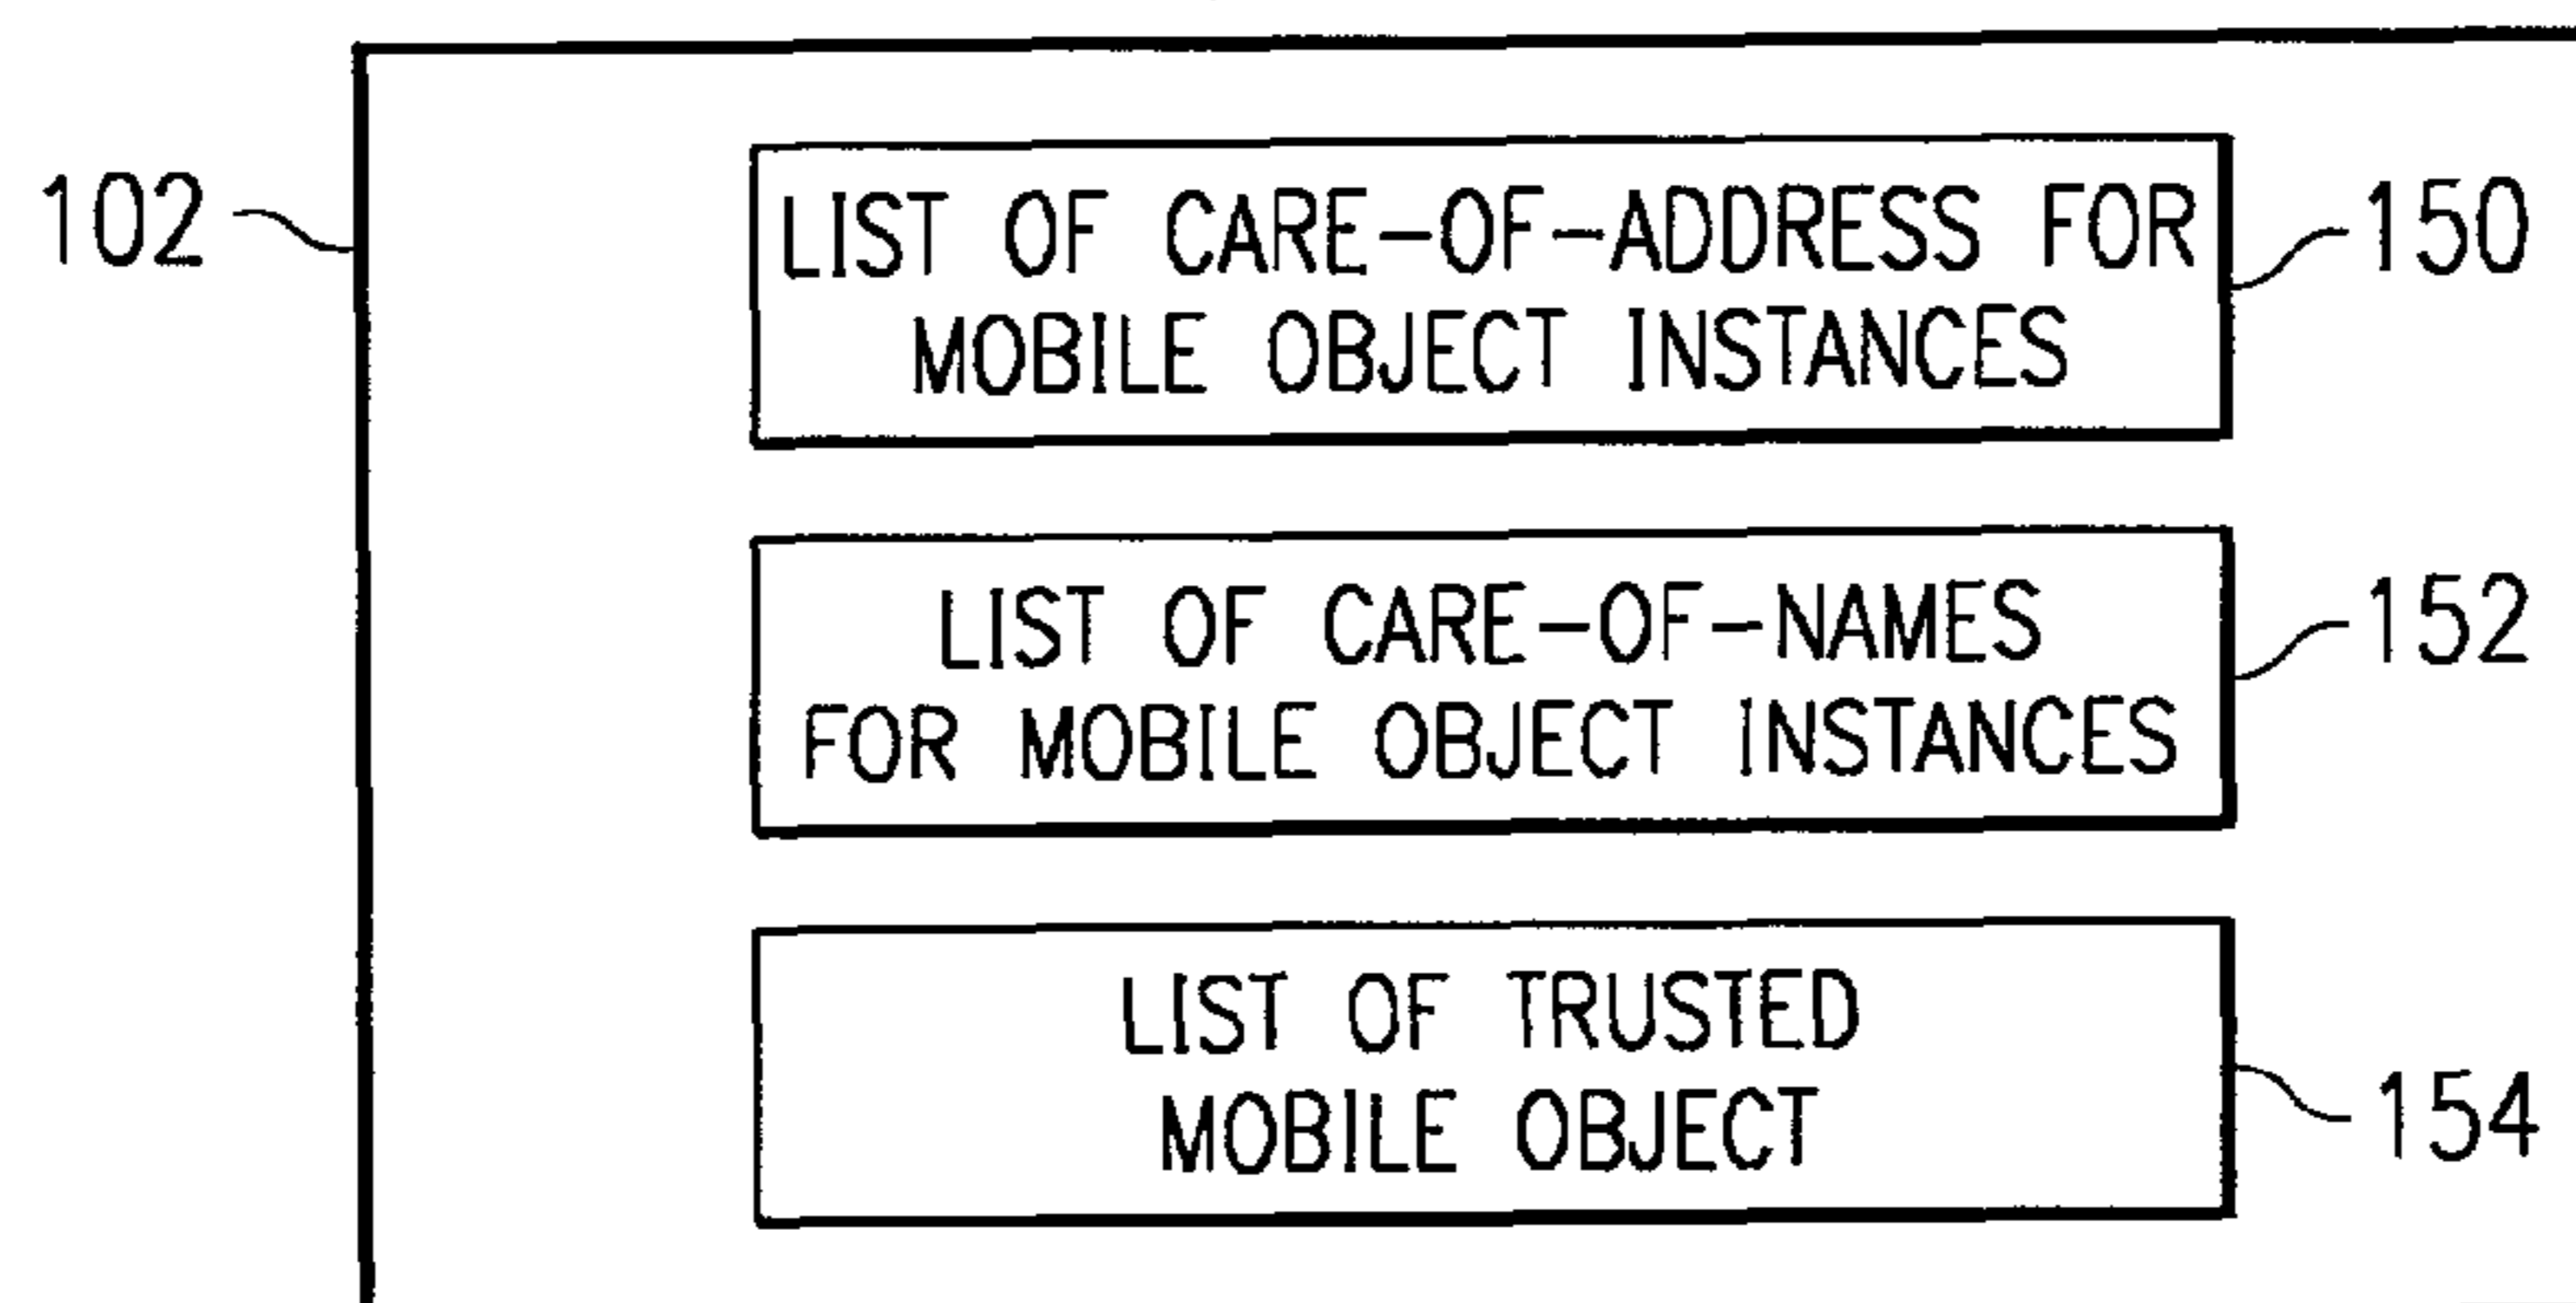 102
LIST OF CARE-OF-ADDRESS FOR
MOBILE OBJECT INSTANCES
150
LIST OF CARE-OF-NAMES
FOR MOBILE OBJECT INSTANCES
152
LIST OF TRUSTED
MOBILE OBJECT
154